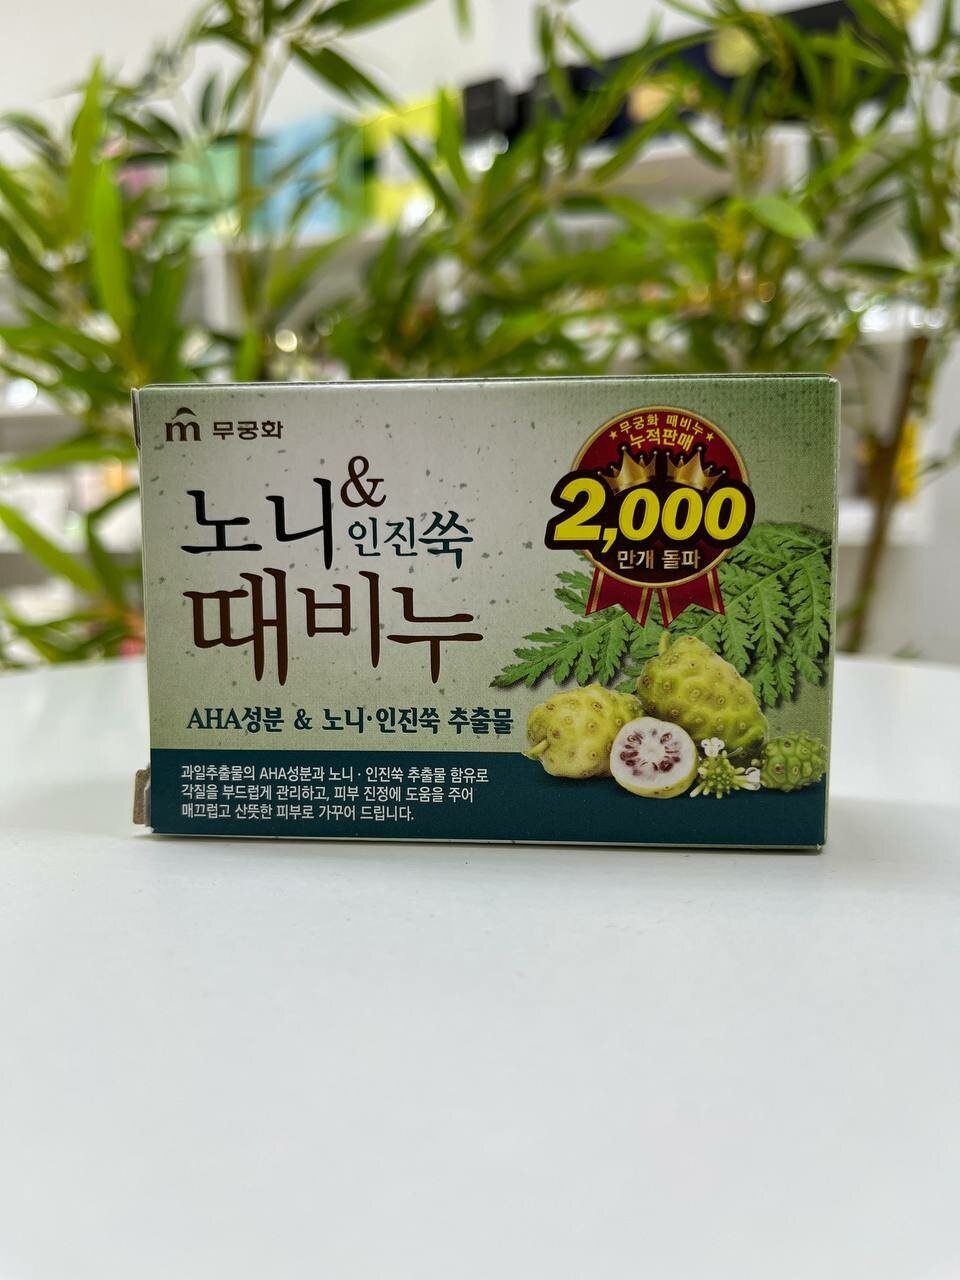 무궁화
노니&
인진쑥
때비누
AHA성분 & 노니·인진쑥 추출물
과일추출물의 AHA성분과 노니·인진쑥 추출물 함유로
각질을 부드럽게 관리하고, 피부 진정에 도움을 주어
매끄럽고 산뜻한 피부로 가꾸어 드립니다.
★무궁화 때비누★
누적판매
2,000
만개 돌파